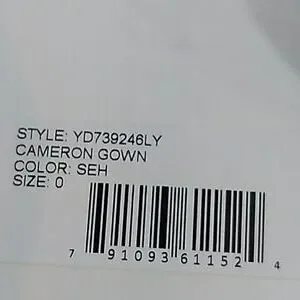 STYLE: YD739246LY
CAMERON GOWN
COLOR: SEH
SIZE: 0
7 91093 61152 4